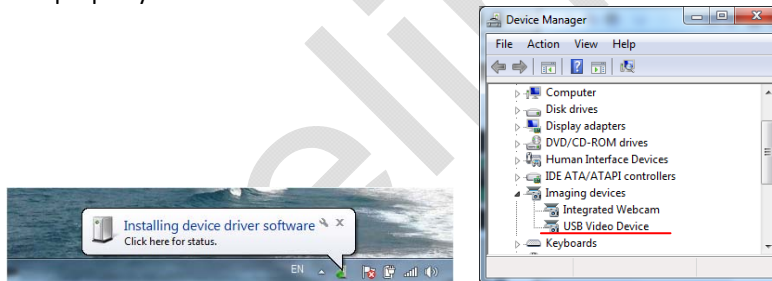 Device Manager
File Action View Help
Computer
Disk drives
Display adapters
DVD/CD-ROM drives
Human Interface Devices
IDE ATA/ATAPI controllers
Imaging devices
Integrated Webcam
USB Video Device
Keyboards
Installing device driver software
Click here for status.
EN